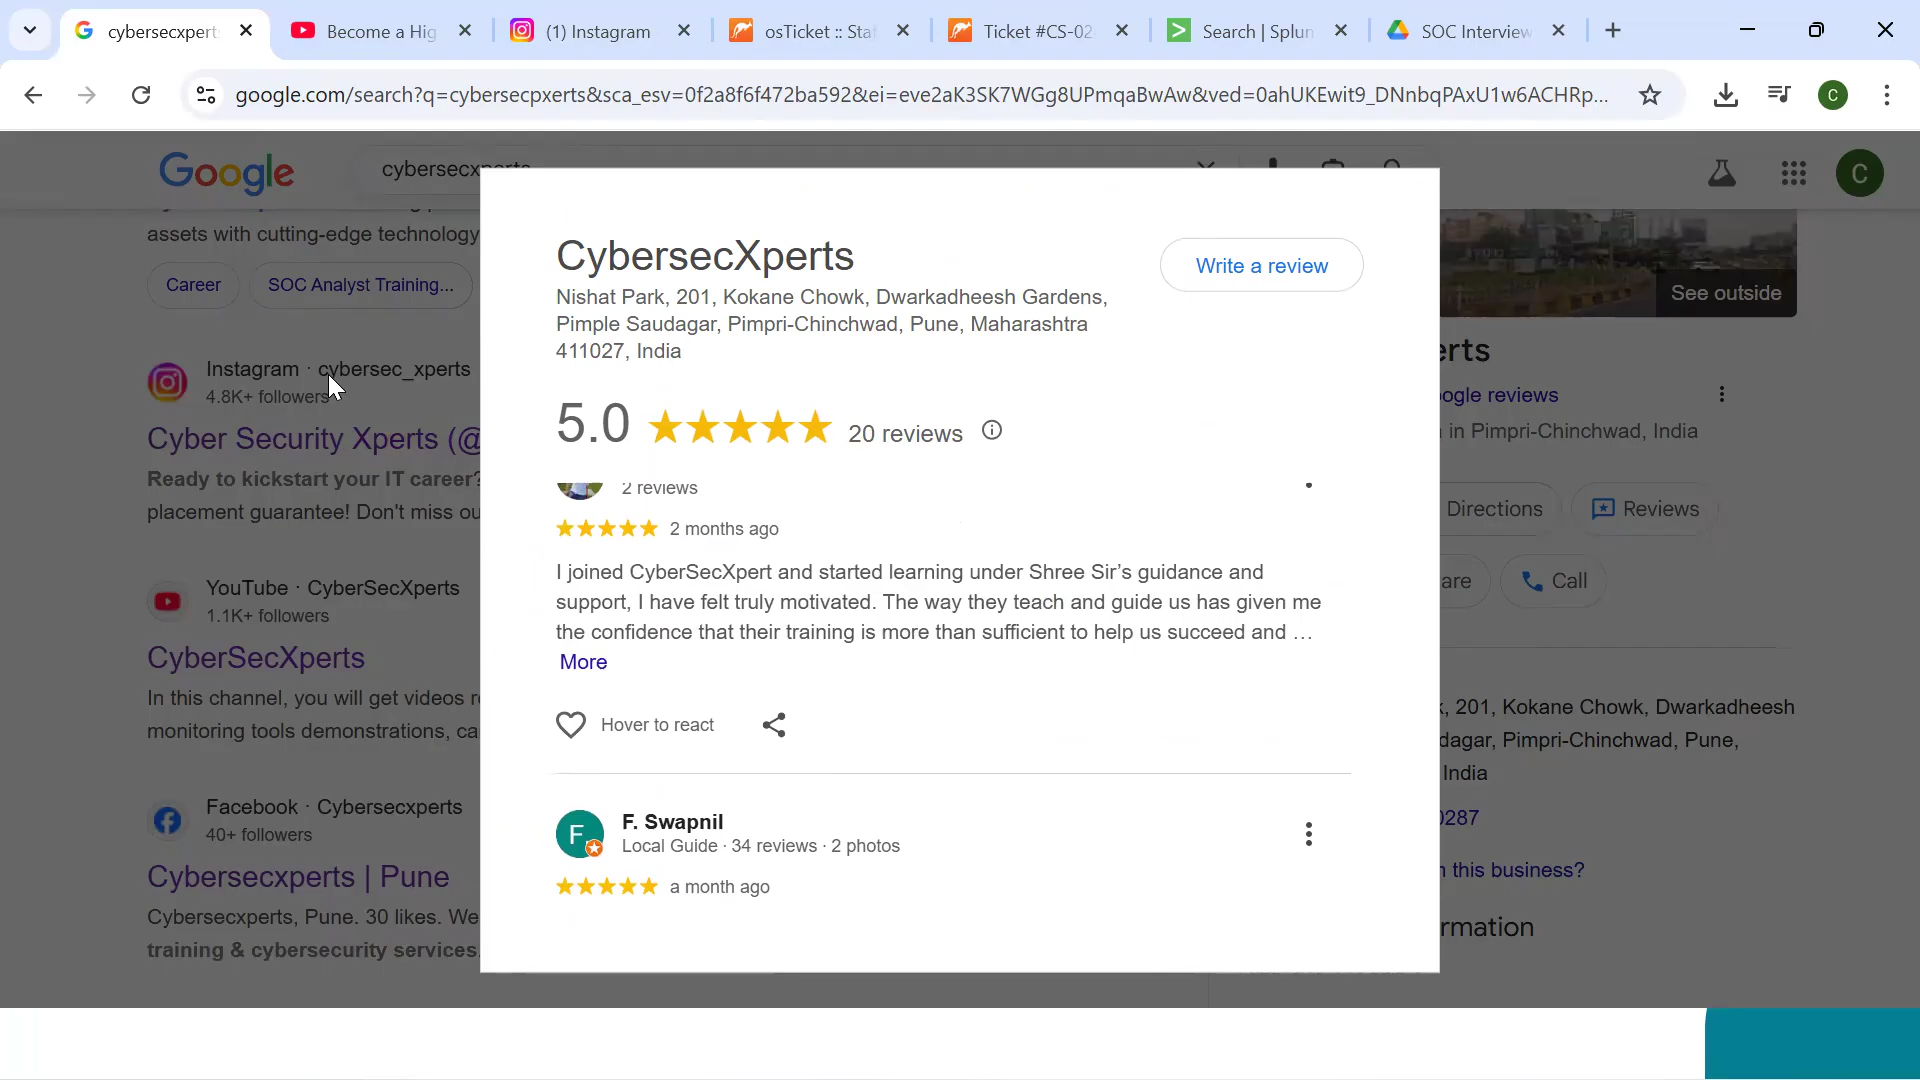 cybersecxpert
Become a Hig
(1) Instagram
osTicket :: Sta
Ticket #CS-02
Search | Splun
SOC Interview
google.com/search?q=cybersecpxerts&sca_esv=0f2a8f6f472ba592&ei=eve2aK3SK7WGg8UPmqaBwAw&ved=0ahUKEwit9_DNnbqPAxU1w6ACHRp...
C
Google
cybersecxperts
C
assets with cutting-edge technology
Career
SOC Analyst Training...
Instagram · cybersec_xperts
4.8K+ followers
Cyber Security Xperts (@
Ready to kickstart your IT career?
placement guarantee! Don't miss ou
YouTube · CyberSecXperts
1.1K+ followers
CyberSecXperts
In this channel, you will get videos r
monitoring tools demonstrations, ca
Facebook · Cybersecxperts
40+ followers
Cybersecxperts | Pune
Cybersecxperts, Pune. 30 likes. We
training & cybersecurity services.
CybersecXperts
Write a review
Nishat Park, 201, Kokane Chowk, Dwarkadheesh Gardens,
Pimple Saudagar, Pimpri-Chinchwad, Pune, Maharashtra
411027, India
5.0
20 reviews
2 reviews
2 months ago
I joined CyberSecXpert and started learning under Shree Sir’s guidance and
support, I have felt truly motivated. The way they teach and guide us has given me
the confidence that their training is more than sufficient to help us succeed and …
More
Hover to react
F
F. Swapnil
Local Guide · 34 reviews · 2 photos
a month ago
See outside
erts
ogle reviews
in Pimpri-Chinchwad, India
Directions
Reviews
are
Call
, 201, Kokane Chowk, Dwarkadheesh
dagar, Pimpri-Chinchwad, Pune,
India
0287
this business?
rmation